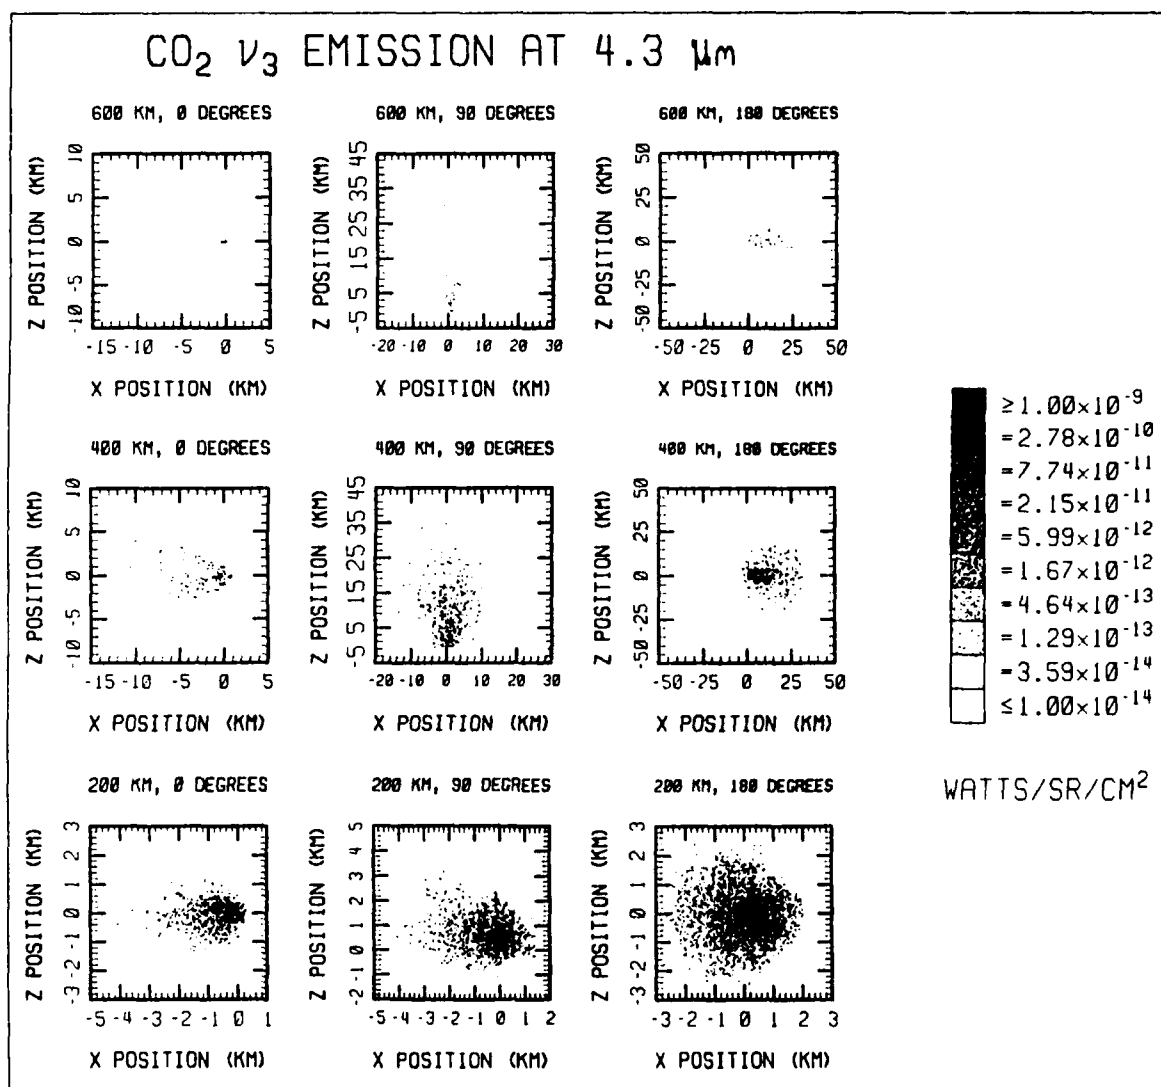 CO₂ ν₃ EMISSION AT 4.3 μm
600 KM, 0 DEGREES
600 KM, 90 DEGREES
600 KM, 180 DEGREES
Z POSITION (KM)
10
5
0
-5
-10
-15 -10 -5 0 5
X POSITION (KM)
Z POSITION (KM)
45
35
25
15
5
-5
-20 -10 0 10 20 30
X POSITION (KM)
Z POSITION (KM)
50
25
0
-25
-50
-50 -25 0 25 50
X POSITION (KM)
400 KM, 0 DEGREES
400 KM, 90 DEGREES
400 KM, 180 DEGREES
Z POSITION (KM)
10
5
0
-5
-10
-15 -10 -5 0 5
X POSITION (KM)
Z POSITION (KM)
45
35
25
15
5
-5
-20 -10 0 10 20 30
X POSITION (KM)
Z POSITION (KM)
50
25
0
-25
-50
-50 -25 0 25 50
X POSITION (KM)
200 KM, 0 DEGREES
200 KM, 90 DEGREES
200 KM, 180 DEGREES
Z POSITION (KM)
3
2
1
0
-1
-2
-3
-5 -4 -3 -2 -1 0 1
X POSITION (KM)
Z POSITION (KM)
5
4
3
2
1
0
-1
-2
-5 -4 -3 -2 -1 0 1 2
X POSITION (KM)
Z POSITION (KM)
3
2
1
0
-1
-2
-3
-3 -2 -1 0 1 2 3
X POSITION (KM)
≥1.00×10⁻⁹
=2.78×10⁻¹⁰
=7.74×10⁻¹¹
=2.15×10⁻¹¹
=5.99×10⁻¹²
=1.67×10⁻¹²
=4.64×10⁻¹³
=1.29×10⁻¹³
=3.59×10⁻¹⁴
≤1.00×10⁻¹⁴
WATTS/SR/CM²